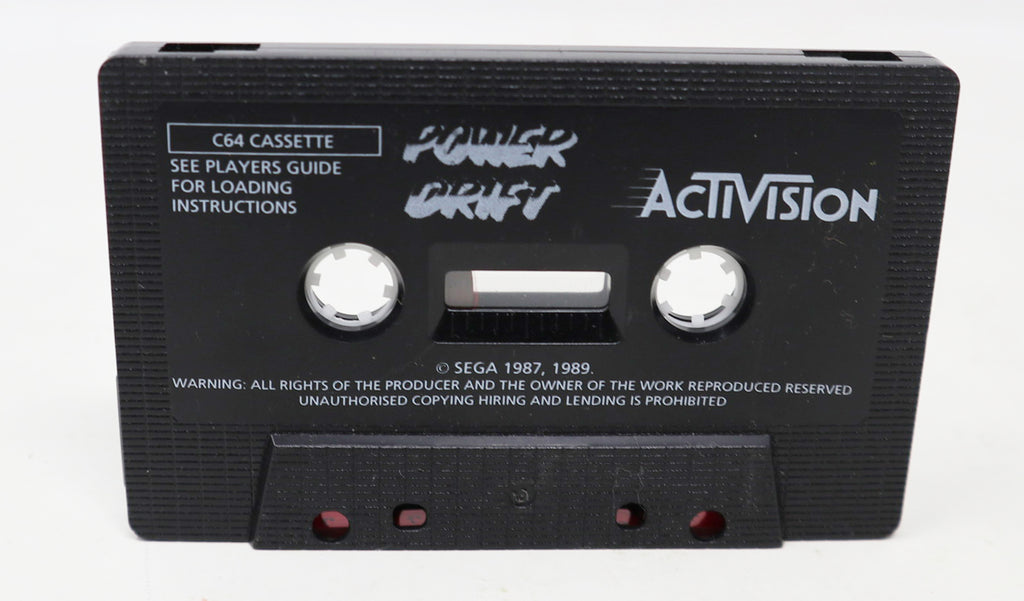 C64 CASSETTE
SEE PLAYERS GUIDE
FOR LOADING
INSTRUCTIONS
POWER
DRIFT
ACTIVISION
© SEGA 1987, 1989.
WARNING: ALL RIGHTS OF THE PRODUCER AND THE OWNER OF THE WORK REPRODUCED RESERVED
UNAUTHORISED COPYING HIRING AND LENDING IS PROHIBITED